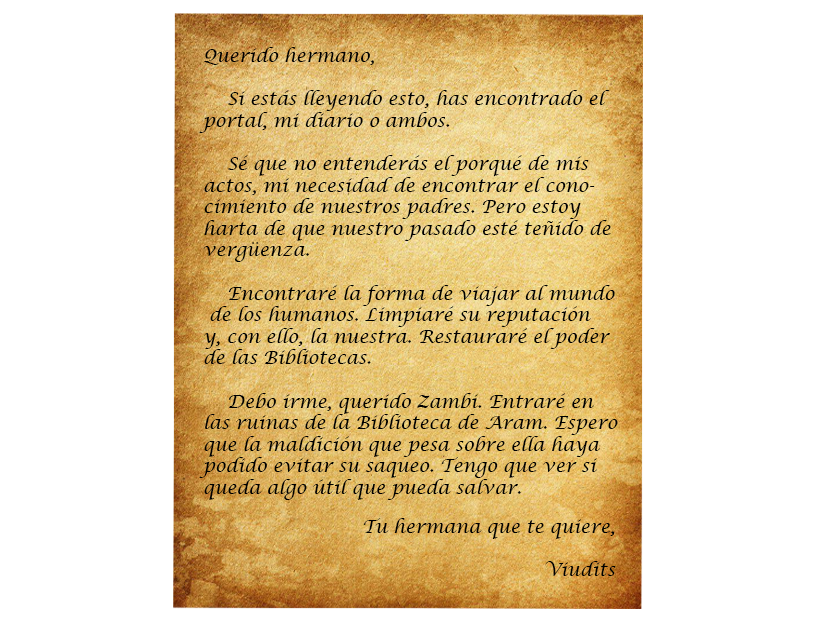 Querido hermano,
Si estás lleyendo esto, has encontrado el
portal, mi diario o ambos.
Sé que no entenderás el porqué de mis
actos, mi necesidad de encontrar el cono-
cimiento de nuestros padres. Pero estoy
harta de que nuestro pasado esté teñido de
vergüenza.
Encontraré la forma de viajar al mundo
de los humanos. Limpiaré su reputación
y, con ello, la nuestra. Restauraré el poder
de las Bibliotecas.
Debo irme, querido Zambi. Entraré en
las ruinas de la Biblioteca de Aram. Espero
que la maldición que pesa sobre ella haya
podido evitar su saqueo. Tengo que ver si
queda algo útil que pueda salvar.
Tu hermana que te quiere,
Viudits